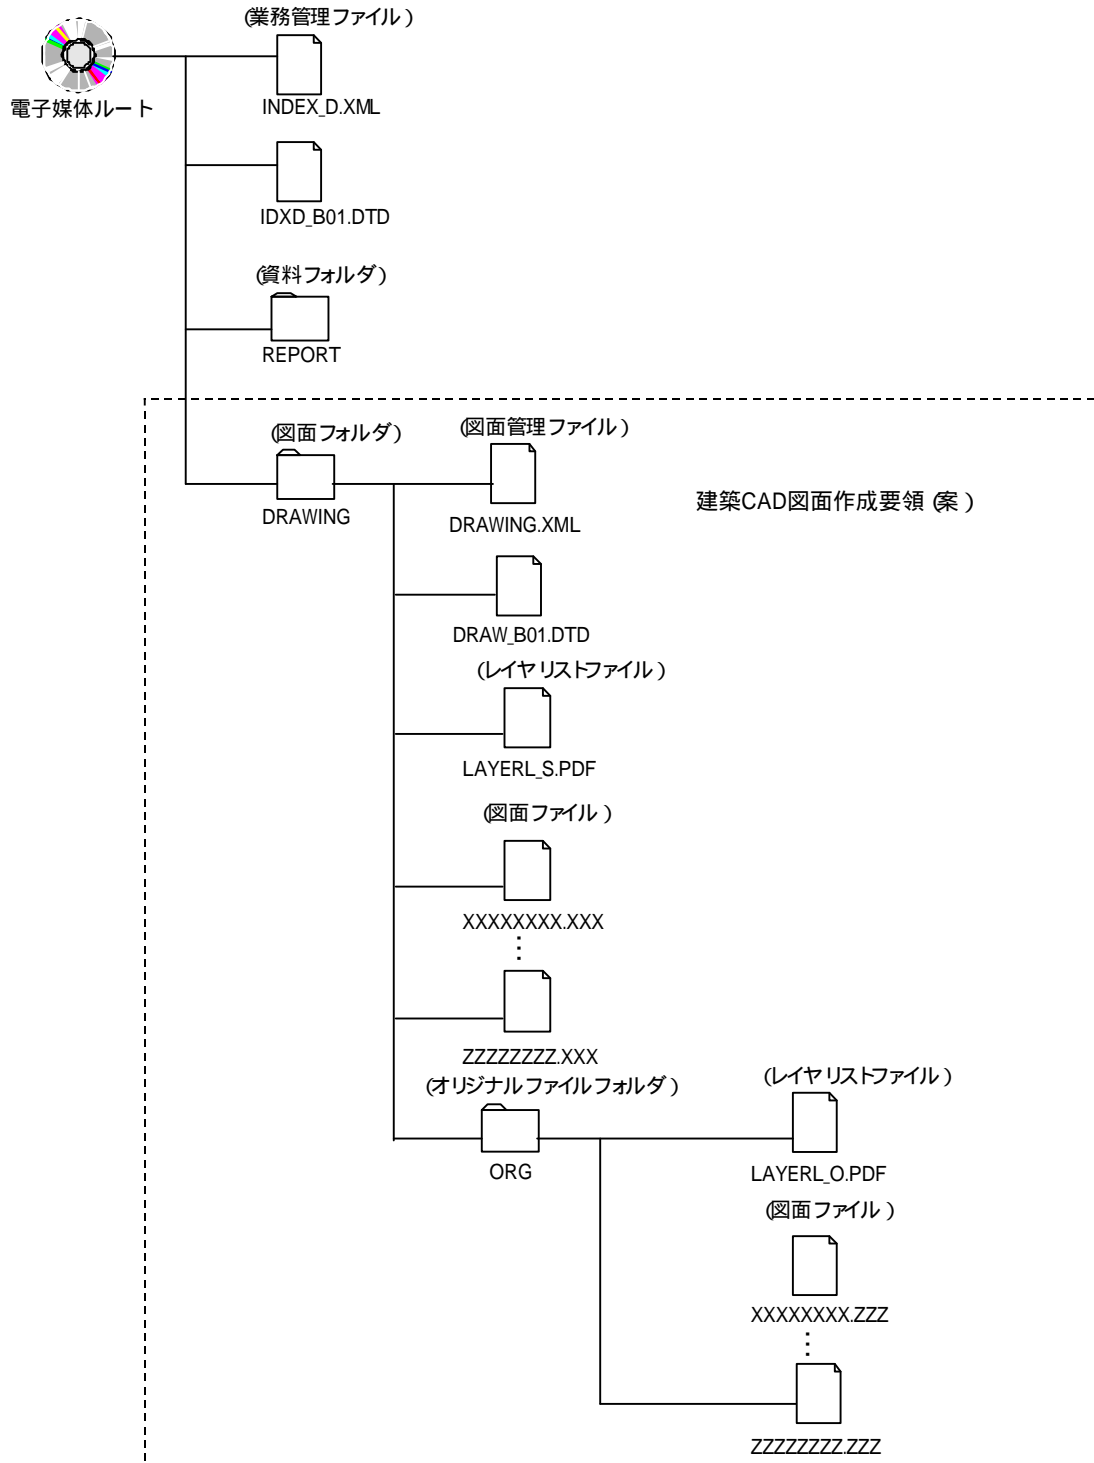 (業務管理ファイル)
電子媒体ルート
INDEX_D.XML
IDXD_B01.DTD
(資料フォルダ)
REPORT
(図面フォルダ)
(図面管理ファイル)
建築CAD図面作成要領(案)
DRAWING
DRAWING.XML
DRAW_B01.DTD
(レイヤリストファイル)
LAYERL_S.PDF
(図面ファイル)
XXXXXXXX.XXX
ZZZZZZZZ.XXX
(オリジナルファイルフォルダ)
(レイヤリストファイル)
ORG
LAYERL_O.PDF
(図面ファイル)
XXXXXXXX.ZZZ
ZZZZZZZZ.ZZZ